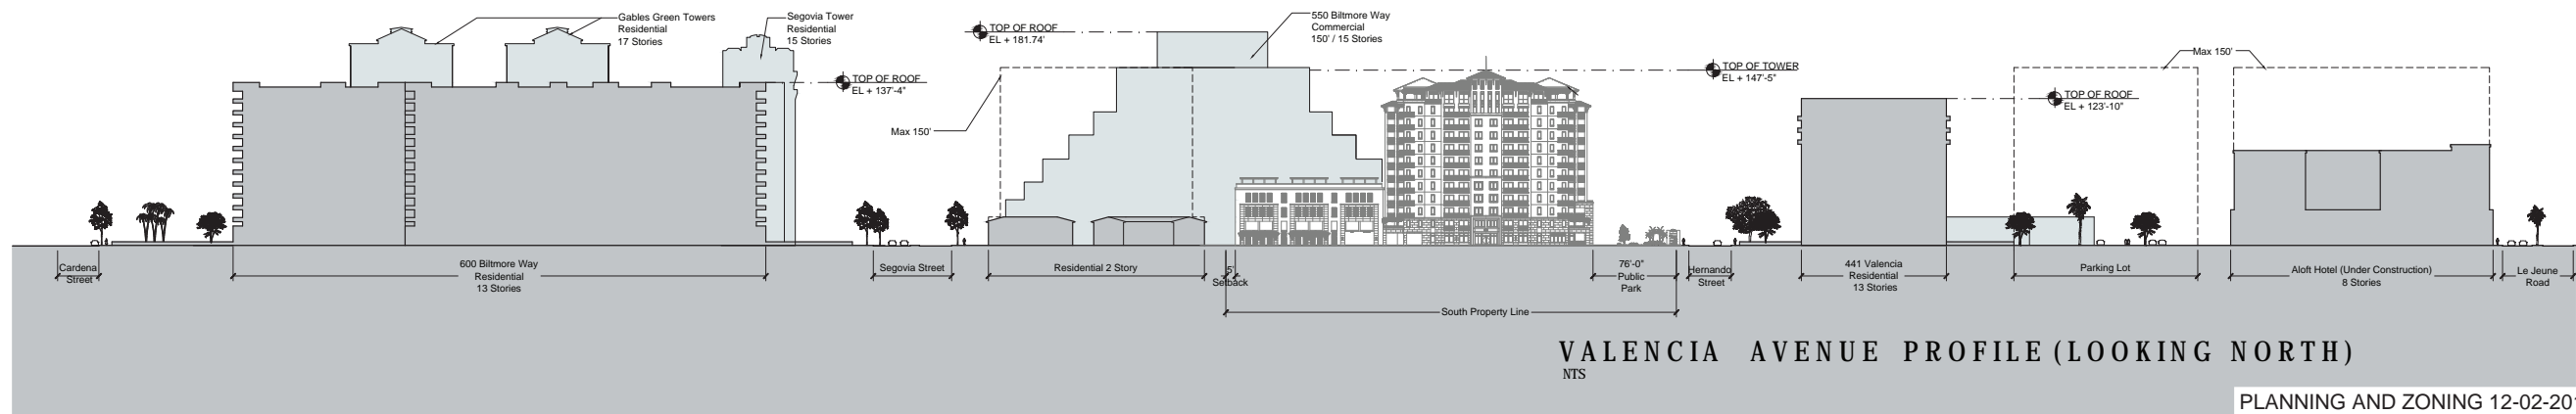 Gables Green Towers
Residential
17 Stories
Segovia Tower
Residential
15 Stories
TOP OF ROOF
EL + 137'-4"
TOP OF ROOF
EL + 181.74'
550 Biltmore Way
Commercial
150' / 15 Stories
Max 150'
TOP OF TOWER
EL + 147'-5"
Max 150'
TOP OF ROOF
EL + 123'-10"
Cardena
Street
600 Biltmore Way
Residential
13 Stories
Segovia Street
Residential 2 Story
5'
Setback
76'-0"
Public
Park
Hernando
Street
441 Valencia
Residential
13 Stories
Parking Lot
Aloft Hotel (Under Construction)
8 Stories
Le Jeune
Road
South Property Line
VALENCIA AVENUE PROFILE (LOOKING NORTH)
NTS
PLANNING AND ZONING 12-02-20